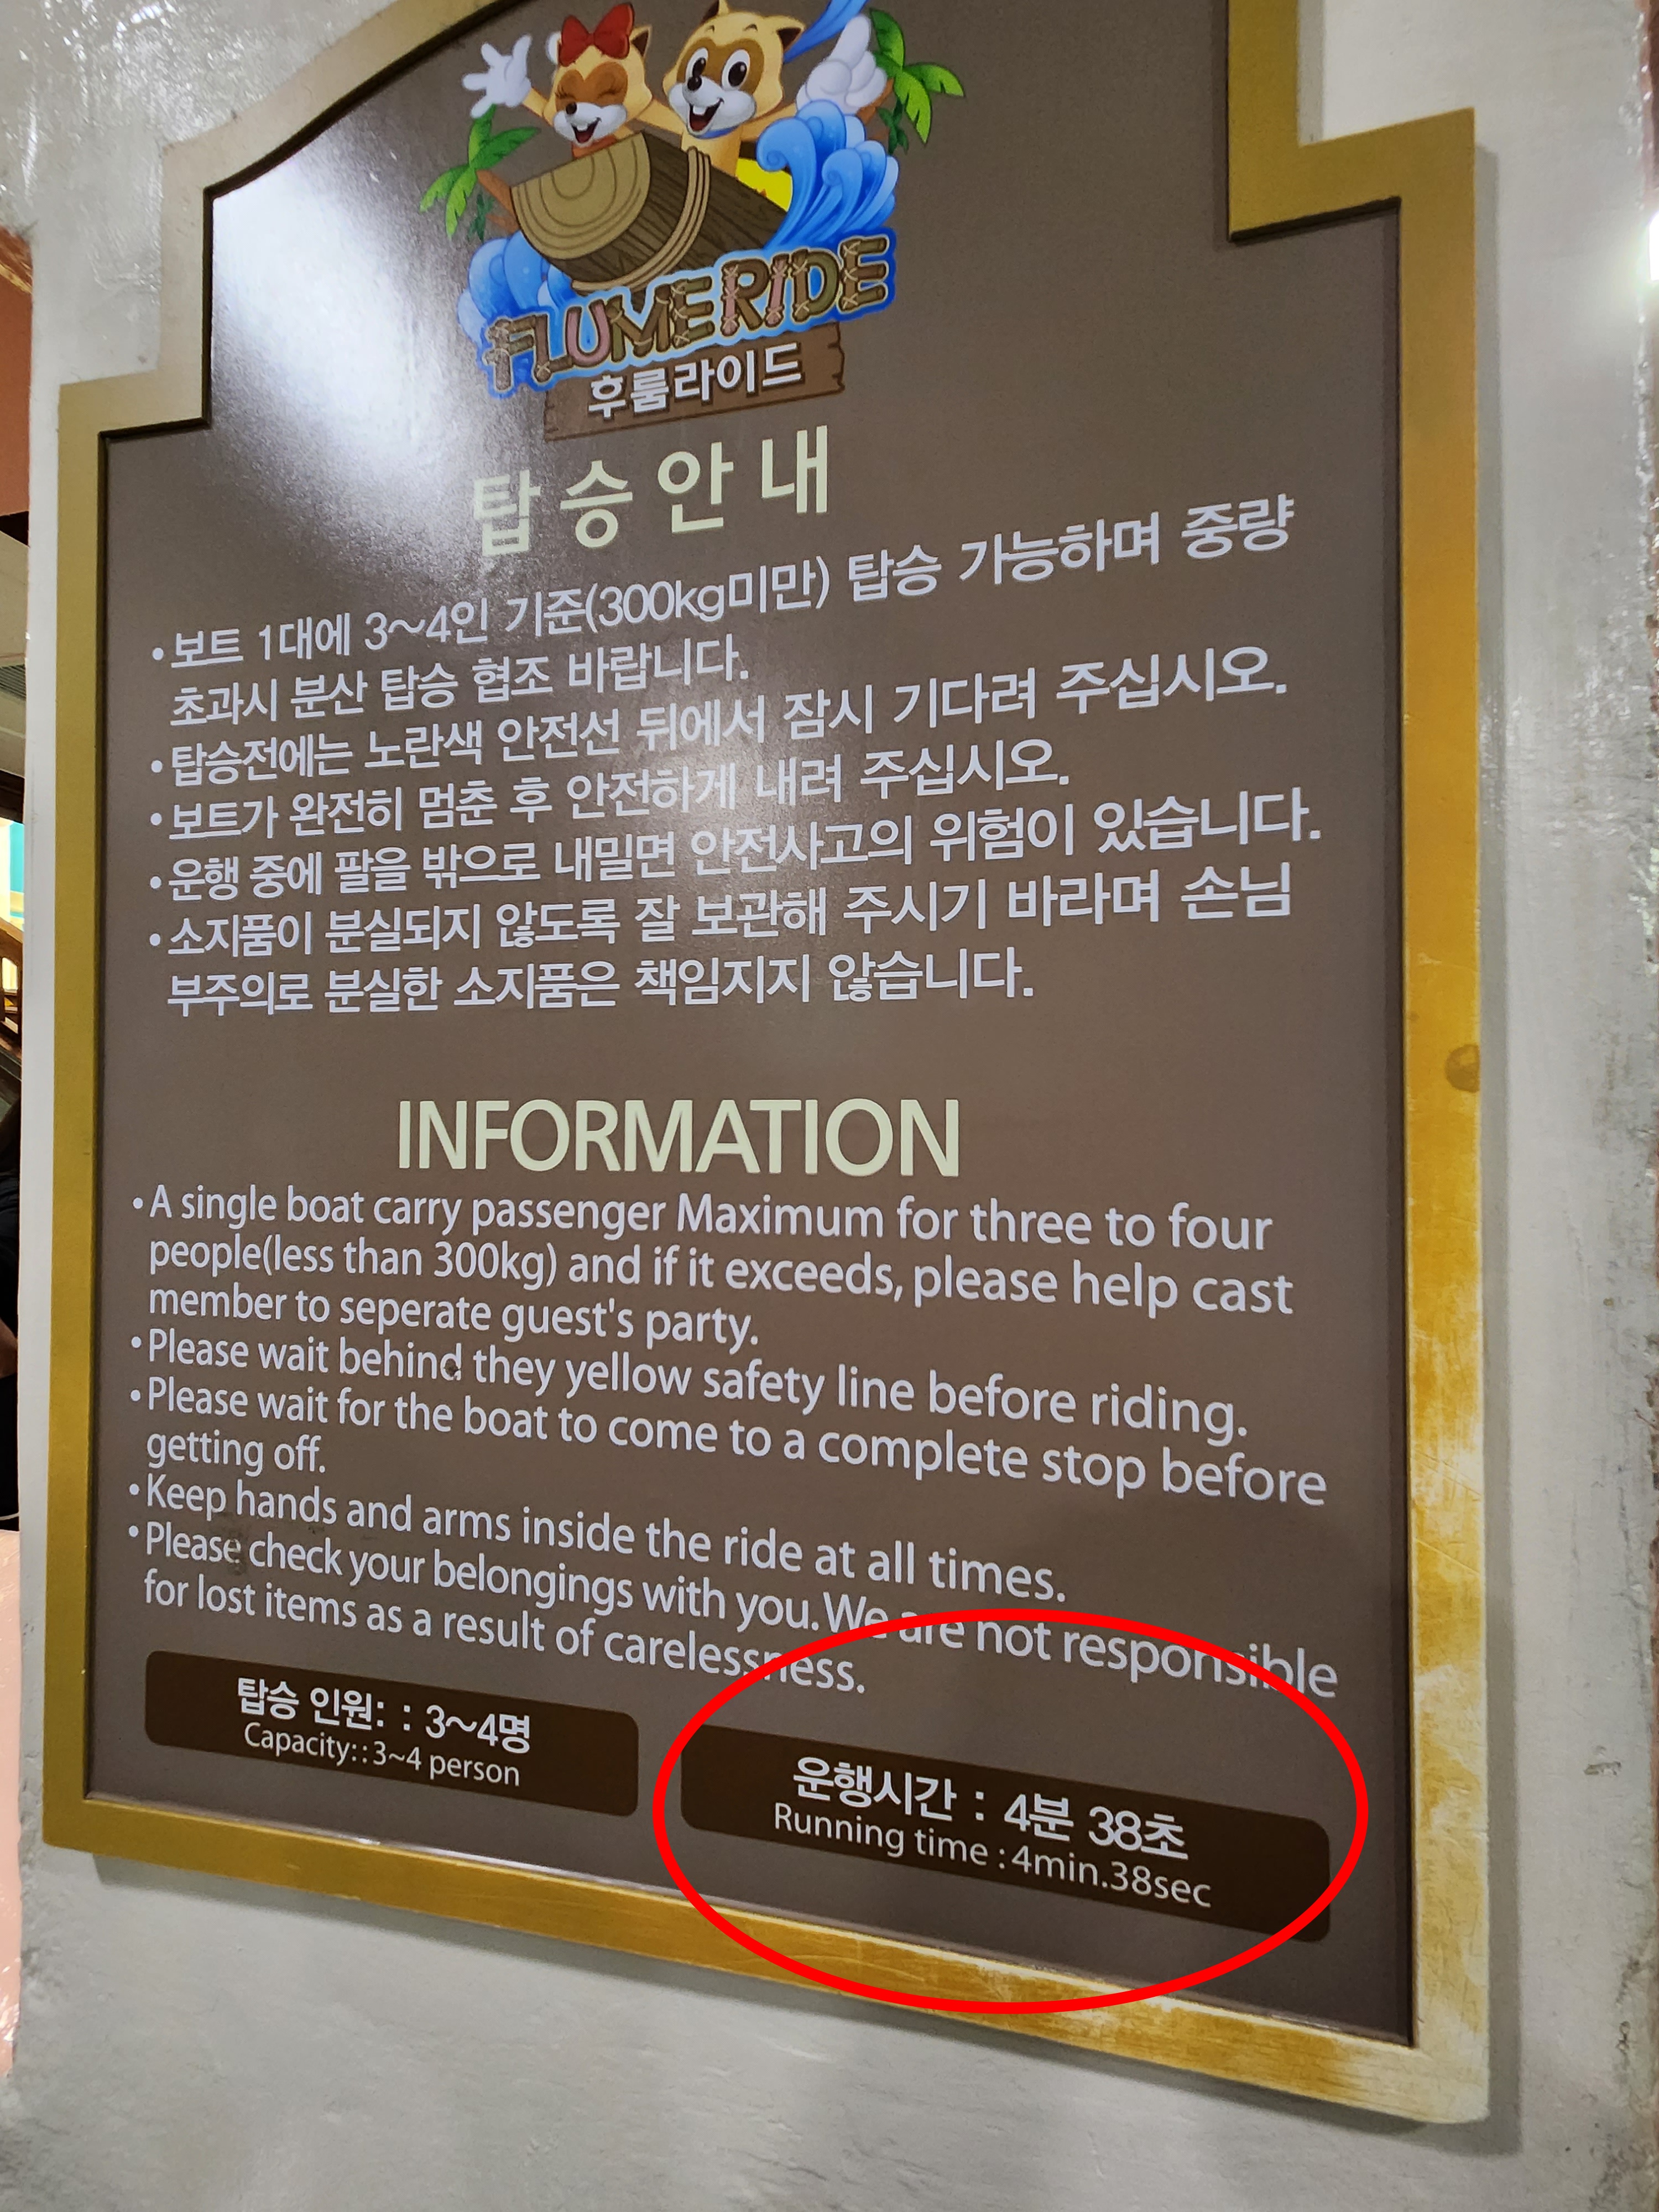 FLUMERIDE
후룸라이드
탑승안내
• 보트 1대에 3~4인 기준(300kg미만) 탑승 가능하며 중량
초과시 분산 탑승 협조 바랍니다.
• 탑승전에는 노란색 안전선 뒤에서 잠시 기다려 주십시오.
• 보트가 완전히 멈춘 후 안전하게 내려 주십시오.
• 운행 중에 팔을 밖으로 내밀면 안전사고의 위험이 있습니다.
• 소지품이 분실되지 않도록 잘 보관해 주시기 바라며 손님
부주의로 분실한 소지품은 책임지지 않습니다.
INFORMATION
• A single boat carry passenger Maximum for three to four
people(less than 300kg) and if it exceeds, please help cast
member to seperate guest's party.
• Please wait behind they yellow safety line before riding.
• Please wait for the boat to come to a complete stop before
getting off.
• Keep hands and arms inside the ride at all times.
• Please check your belongings with you. We are not responsible
for lost items as a result of carelessness.
탑승 인원: : 3~4명
Capacity: : 3~4 person
운행시간 : 4분 38초
Running time : 4min.38sec